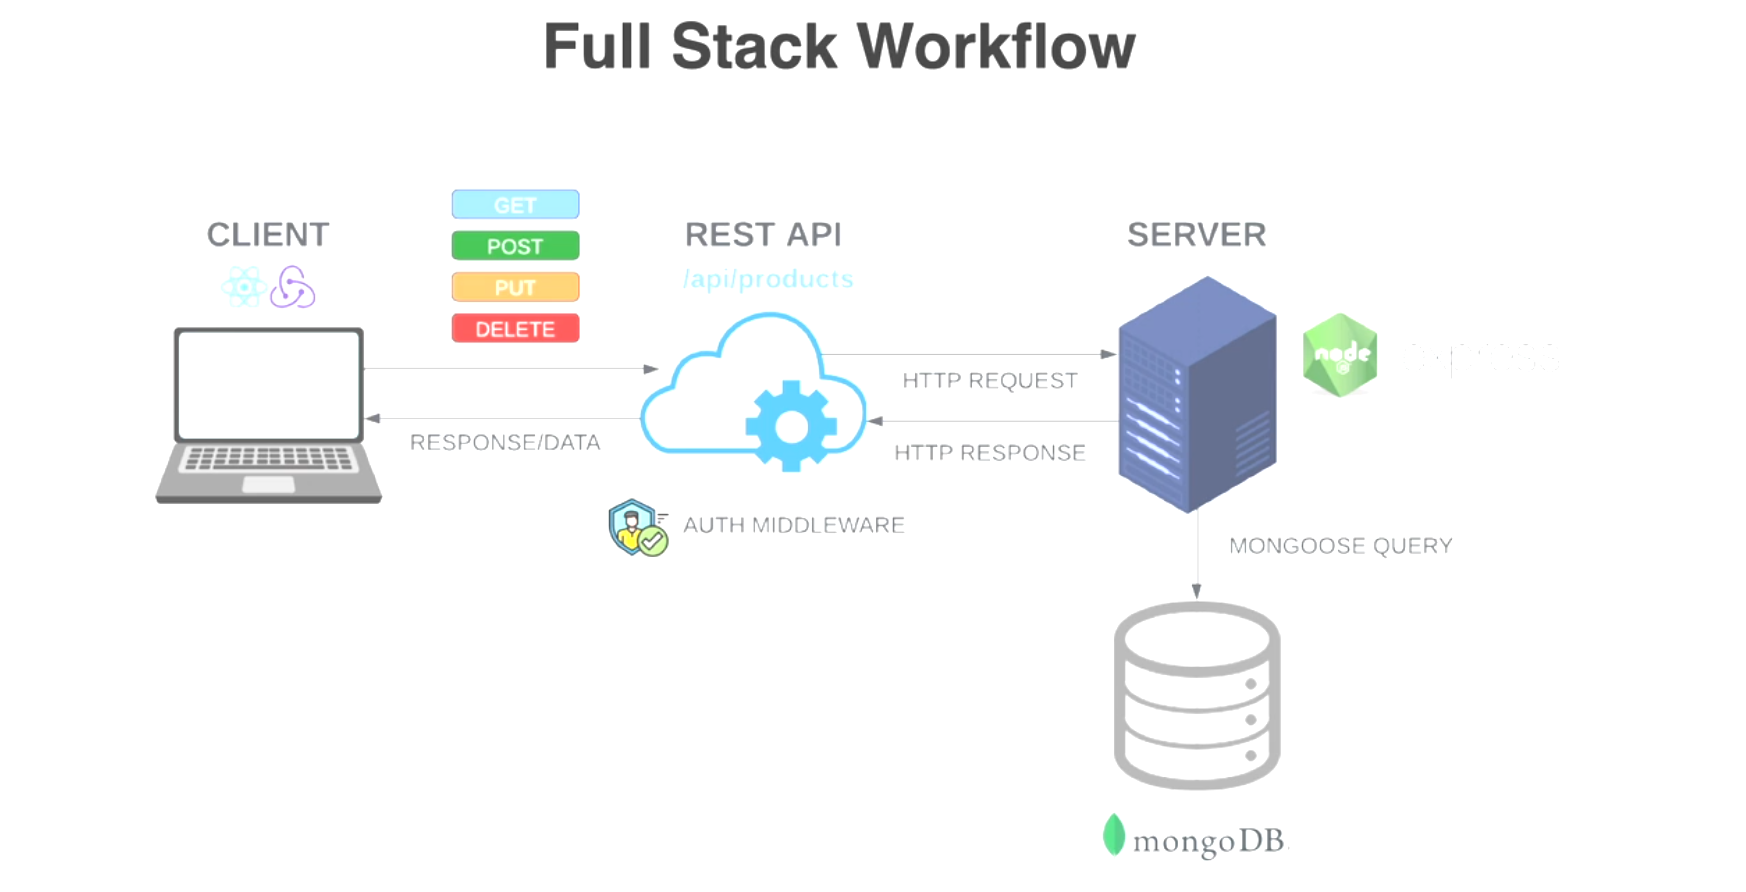 Full Stack Workflow
CLIENT
GET
POST
PUT
DELETE
REST API
/api/products
SERVER
node
HTTP REQUEST
HTTP RESPONSE
RESPONSE/DATA
AUTH MIDDLEWARE
MONGOOSE QUERY
mongoDB